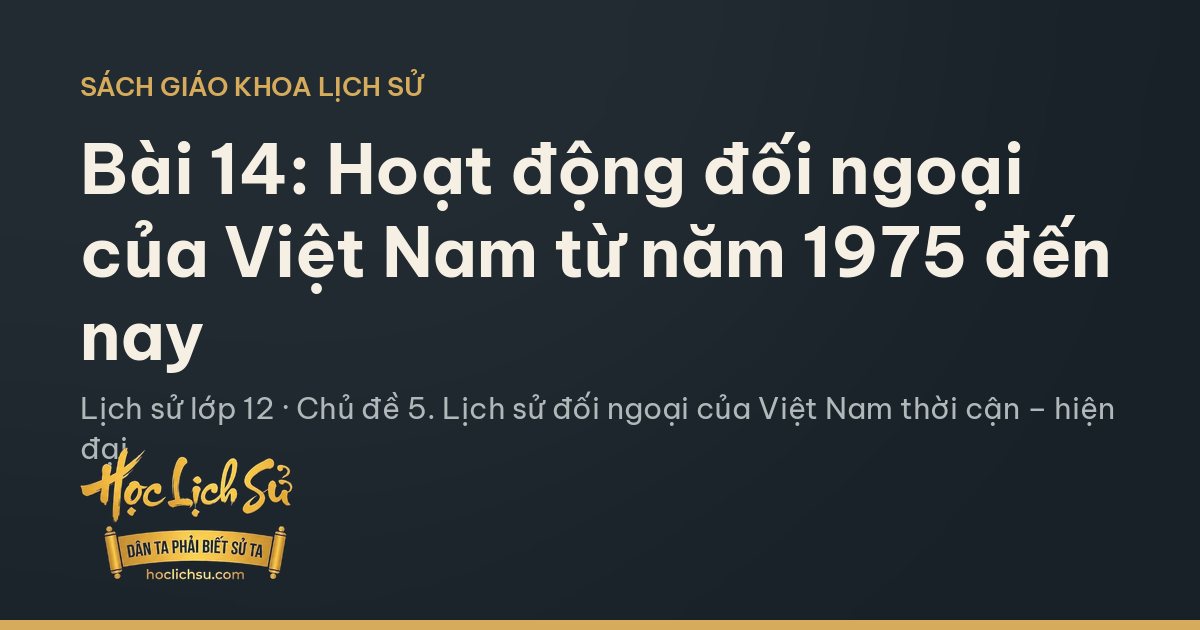 SÁCH GIÁO KHOA LỊCH SỬ
Bài 14: Hoạt động đối ngoại
của Việt Nam từ năm 1975 đến
nay
Lịch sử lớp 12 · Chủ đề 5. Lịch sử đối ngoại của Việt Nam thời cận – hiện
đại
Học Lịch Sử
DÂN TA PHẢI BIẾT SỬ TA
hoclichsu.com